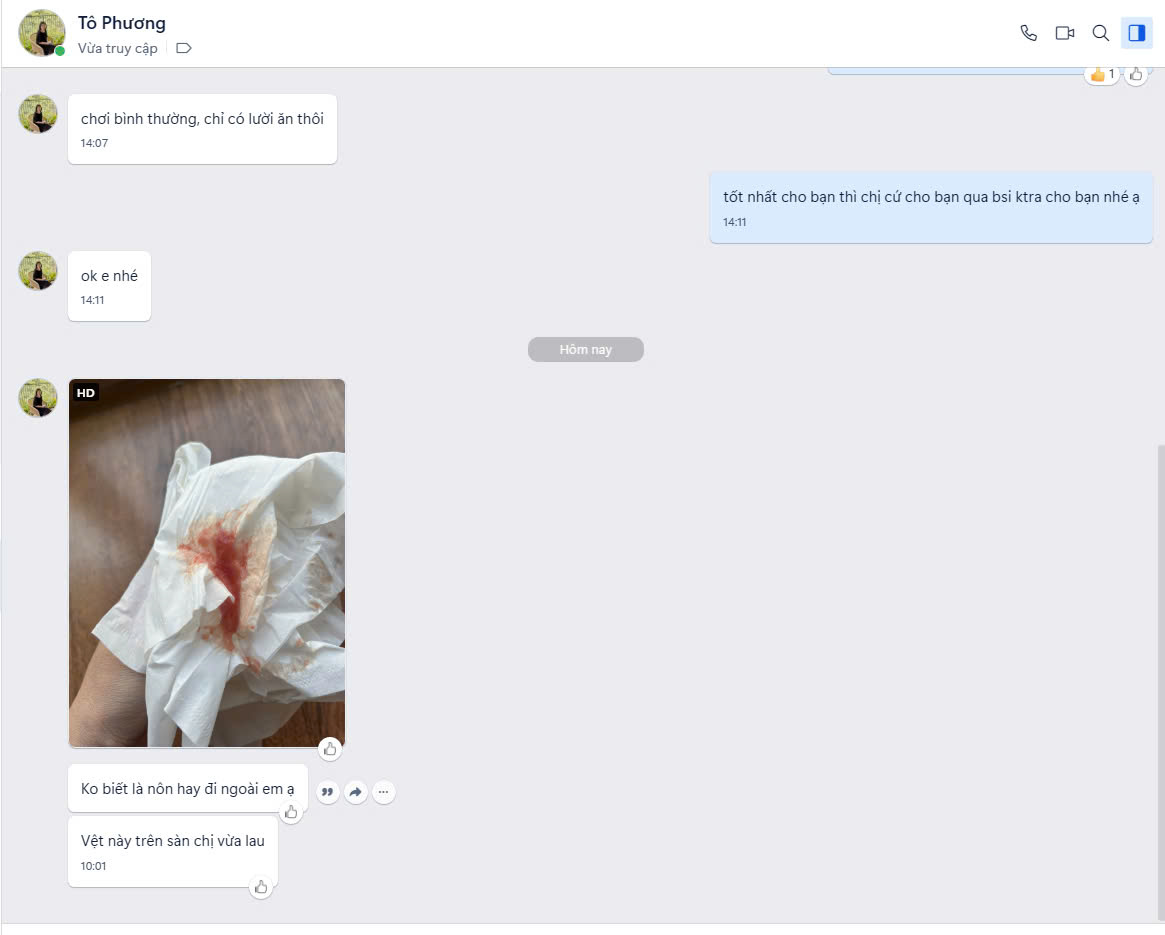 Tô Phương
Vừa truy cập
1
chơi bình thường, chỉ có lười ăn thôi
14:07
tốt nhất cho bạn thì chị cứ cho bạn qua bsi ktra cho bạn nhé ạ
14:11
ok e nhé
14:11
Hôm nay
HD
Ko biết là nôn hay đi ngoài em ạ
Vệt này trên sàn chị vừa lau
10:01